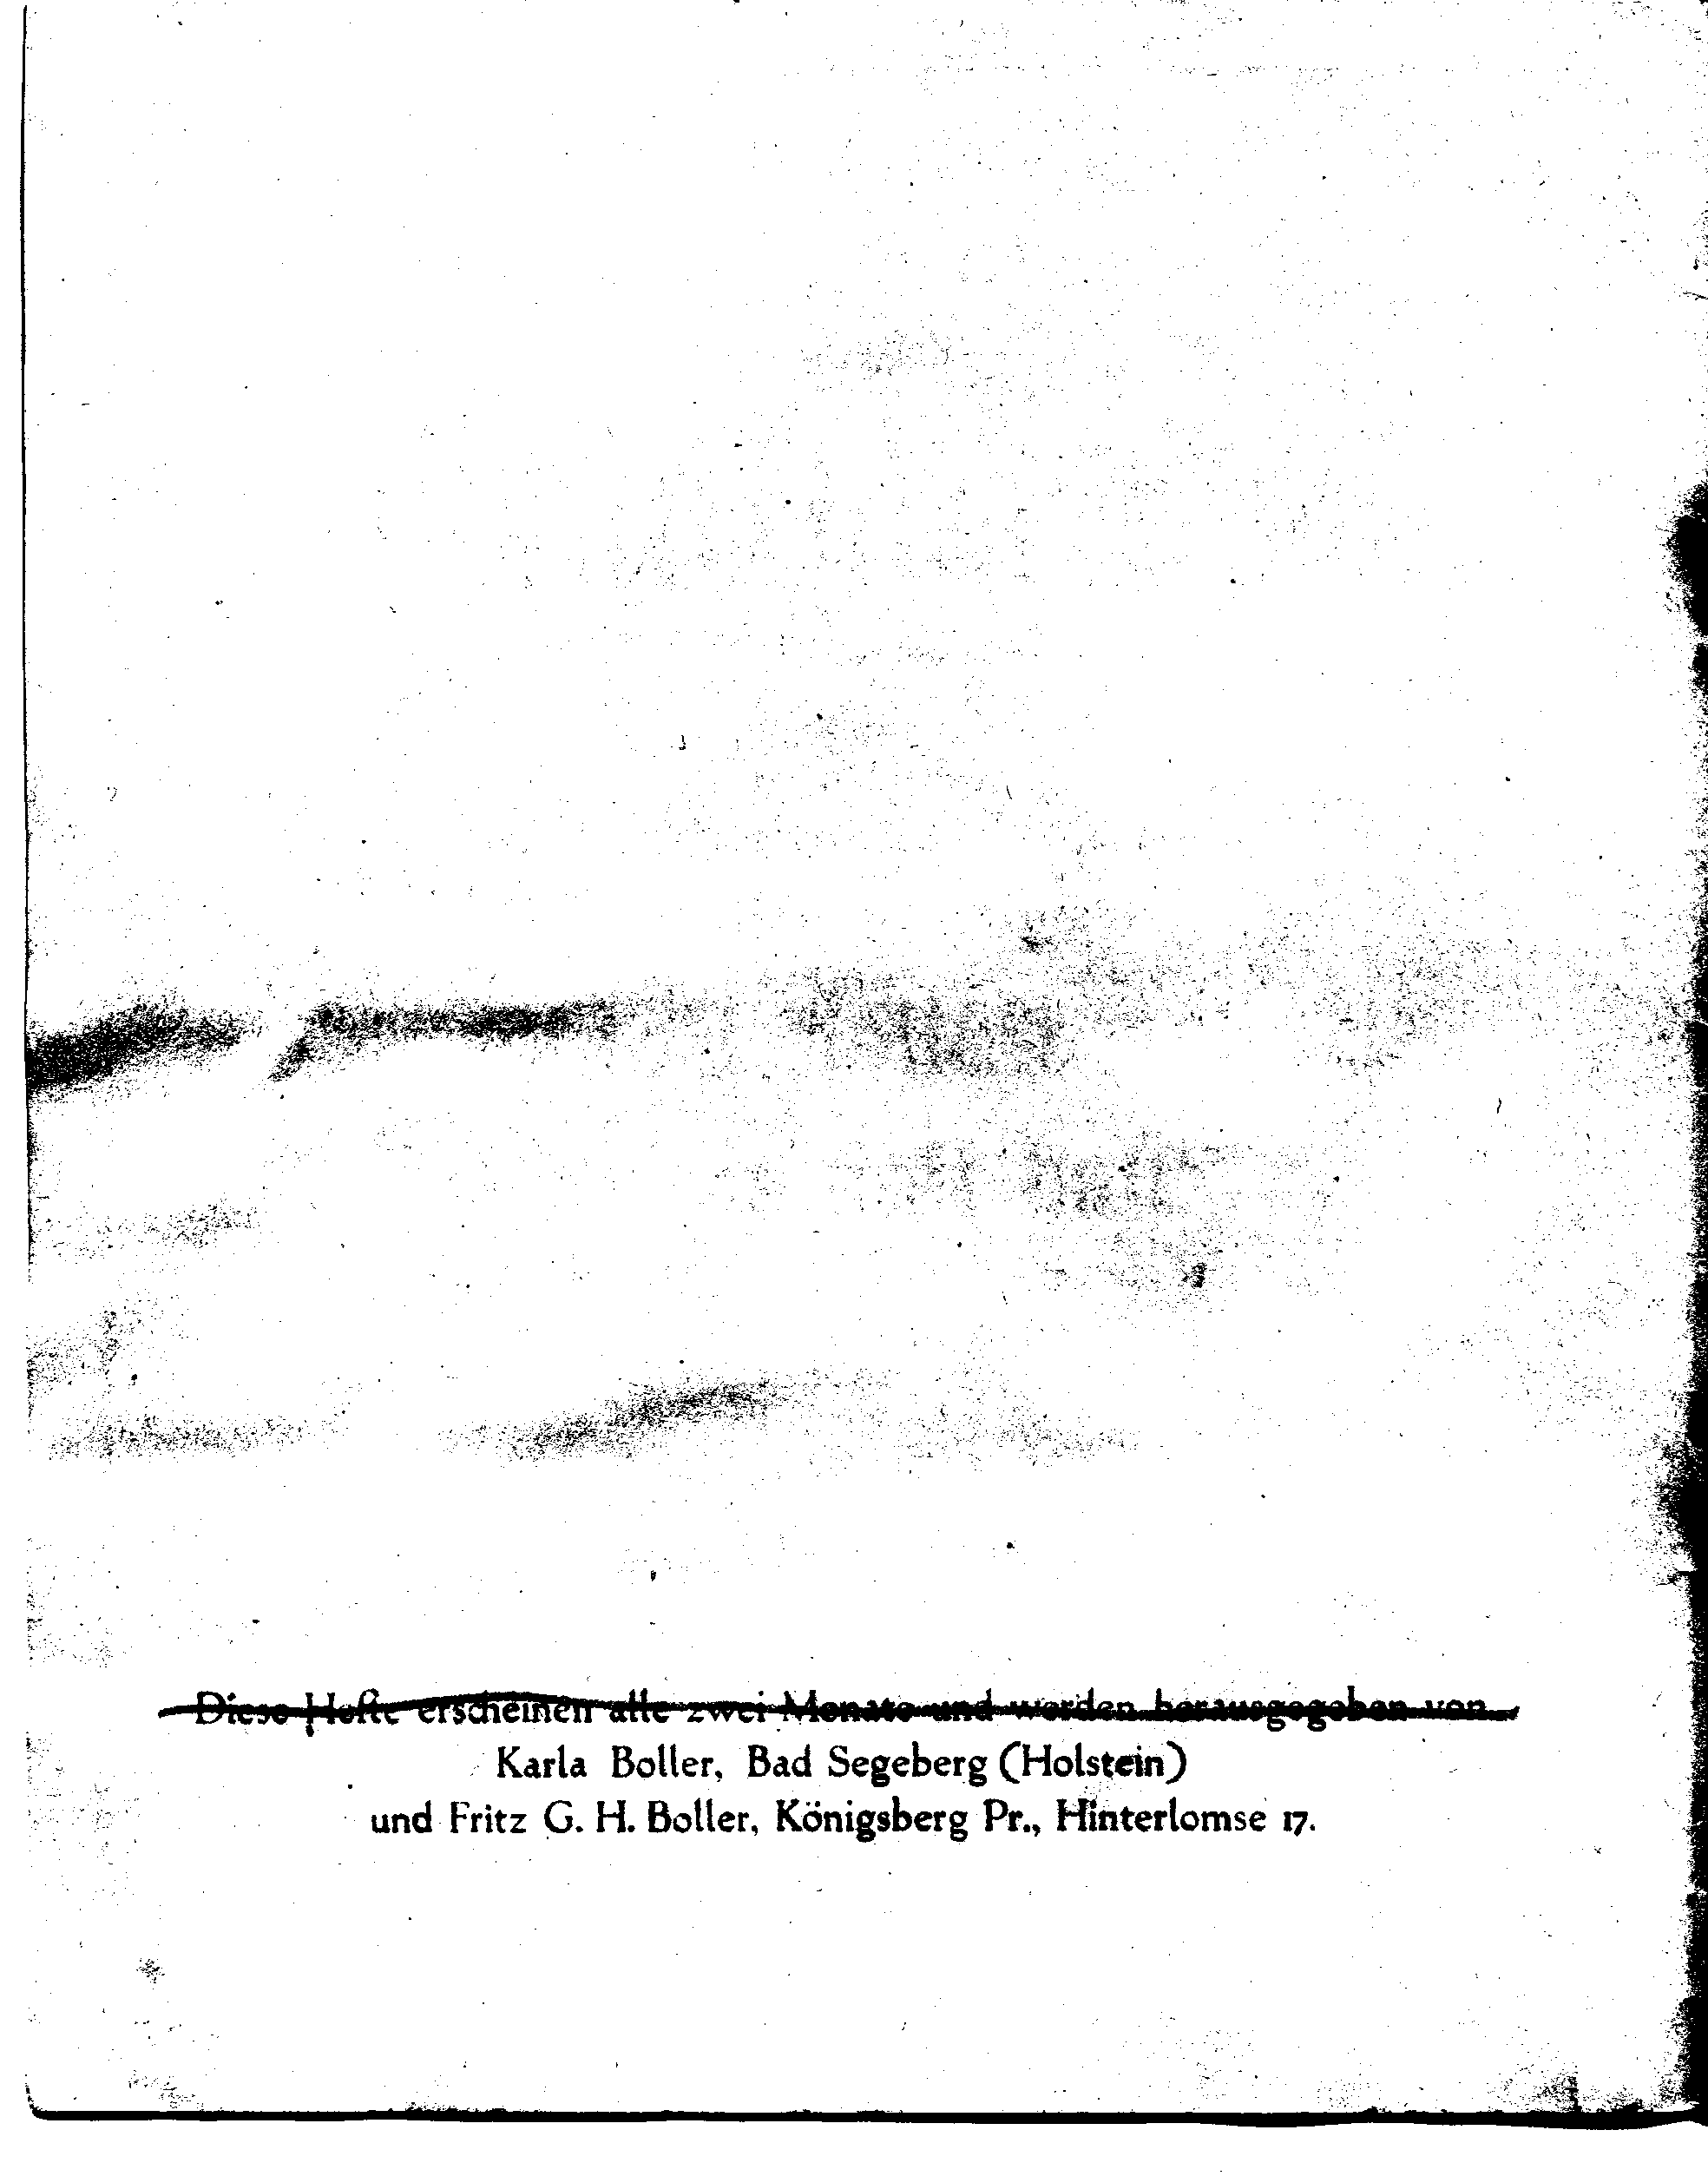 Diese Hefte erscheinen alle zwei Monate und werden herausgegeben von
Karla Boller, Bad Segeberg (Holstein)
und Fritz G. H. Boller, Königsberg Pr., Hinterlomse 17.